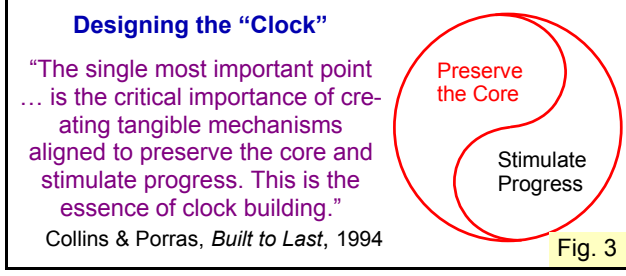 Designing the “Clock”
“The single most important point
… is the critical importance of cre-
ating tangible mechanisms
aligned to preserve the core and
stimulate progress. This is the
essence of clock building.”
Collins & Porras, Built to Last, 1994
Preserve
the Core
Stimulate
Progress
Fig. 3